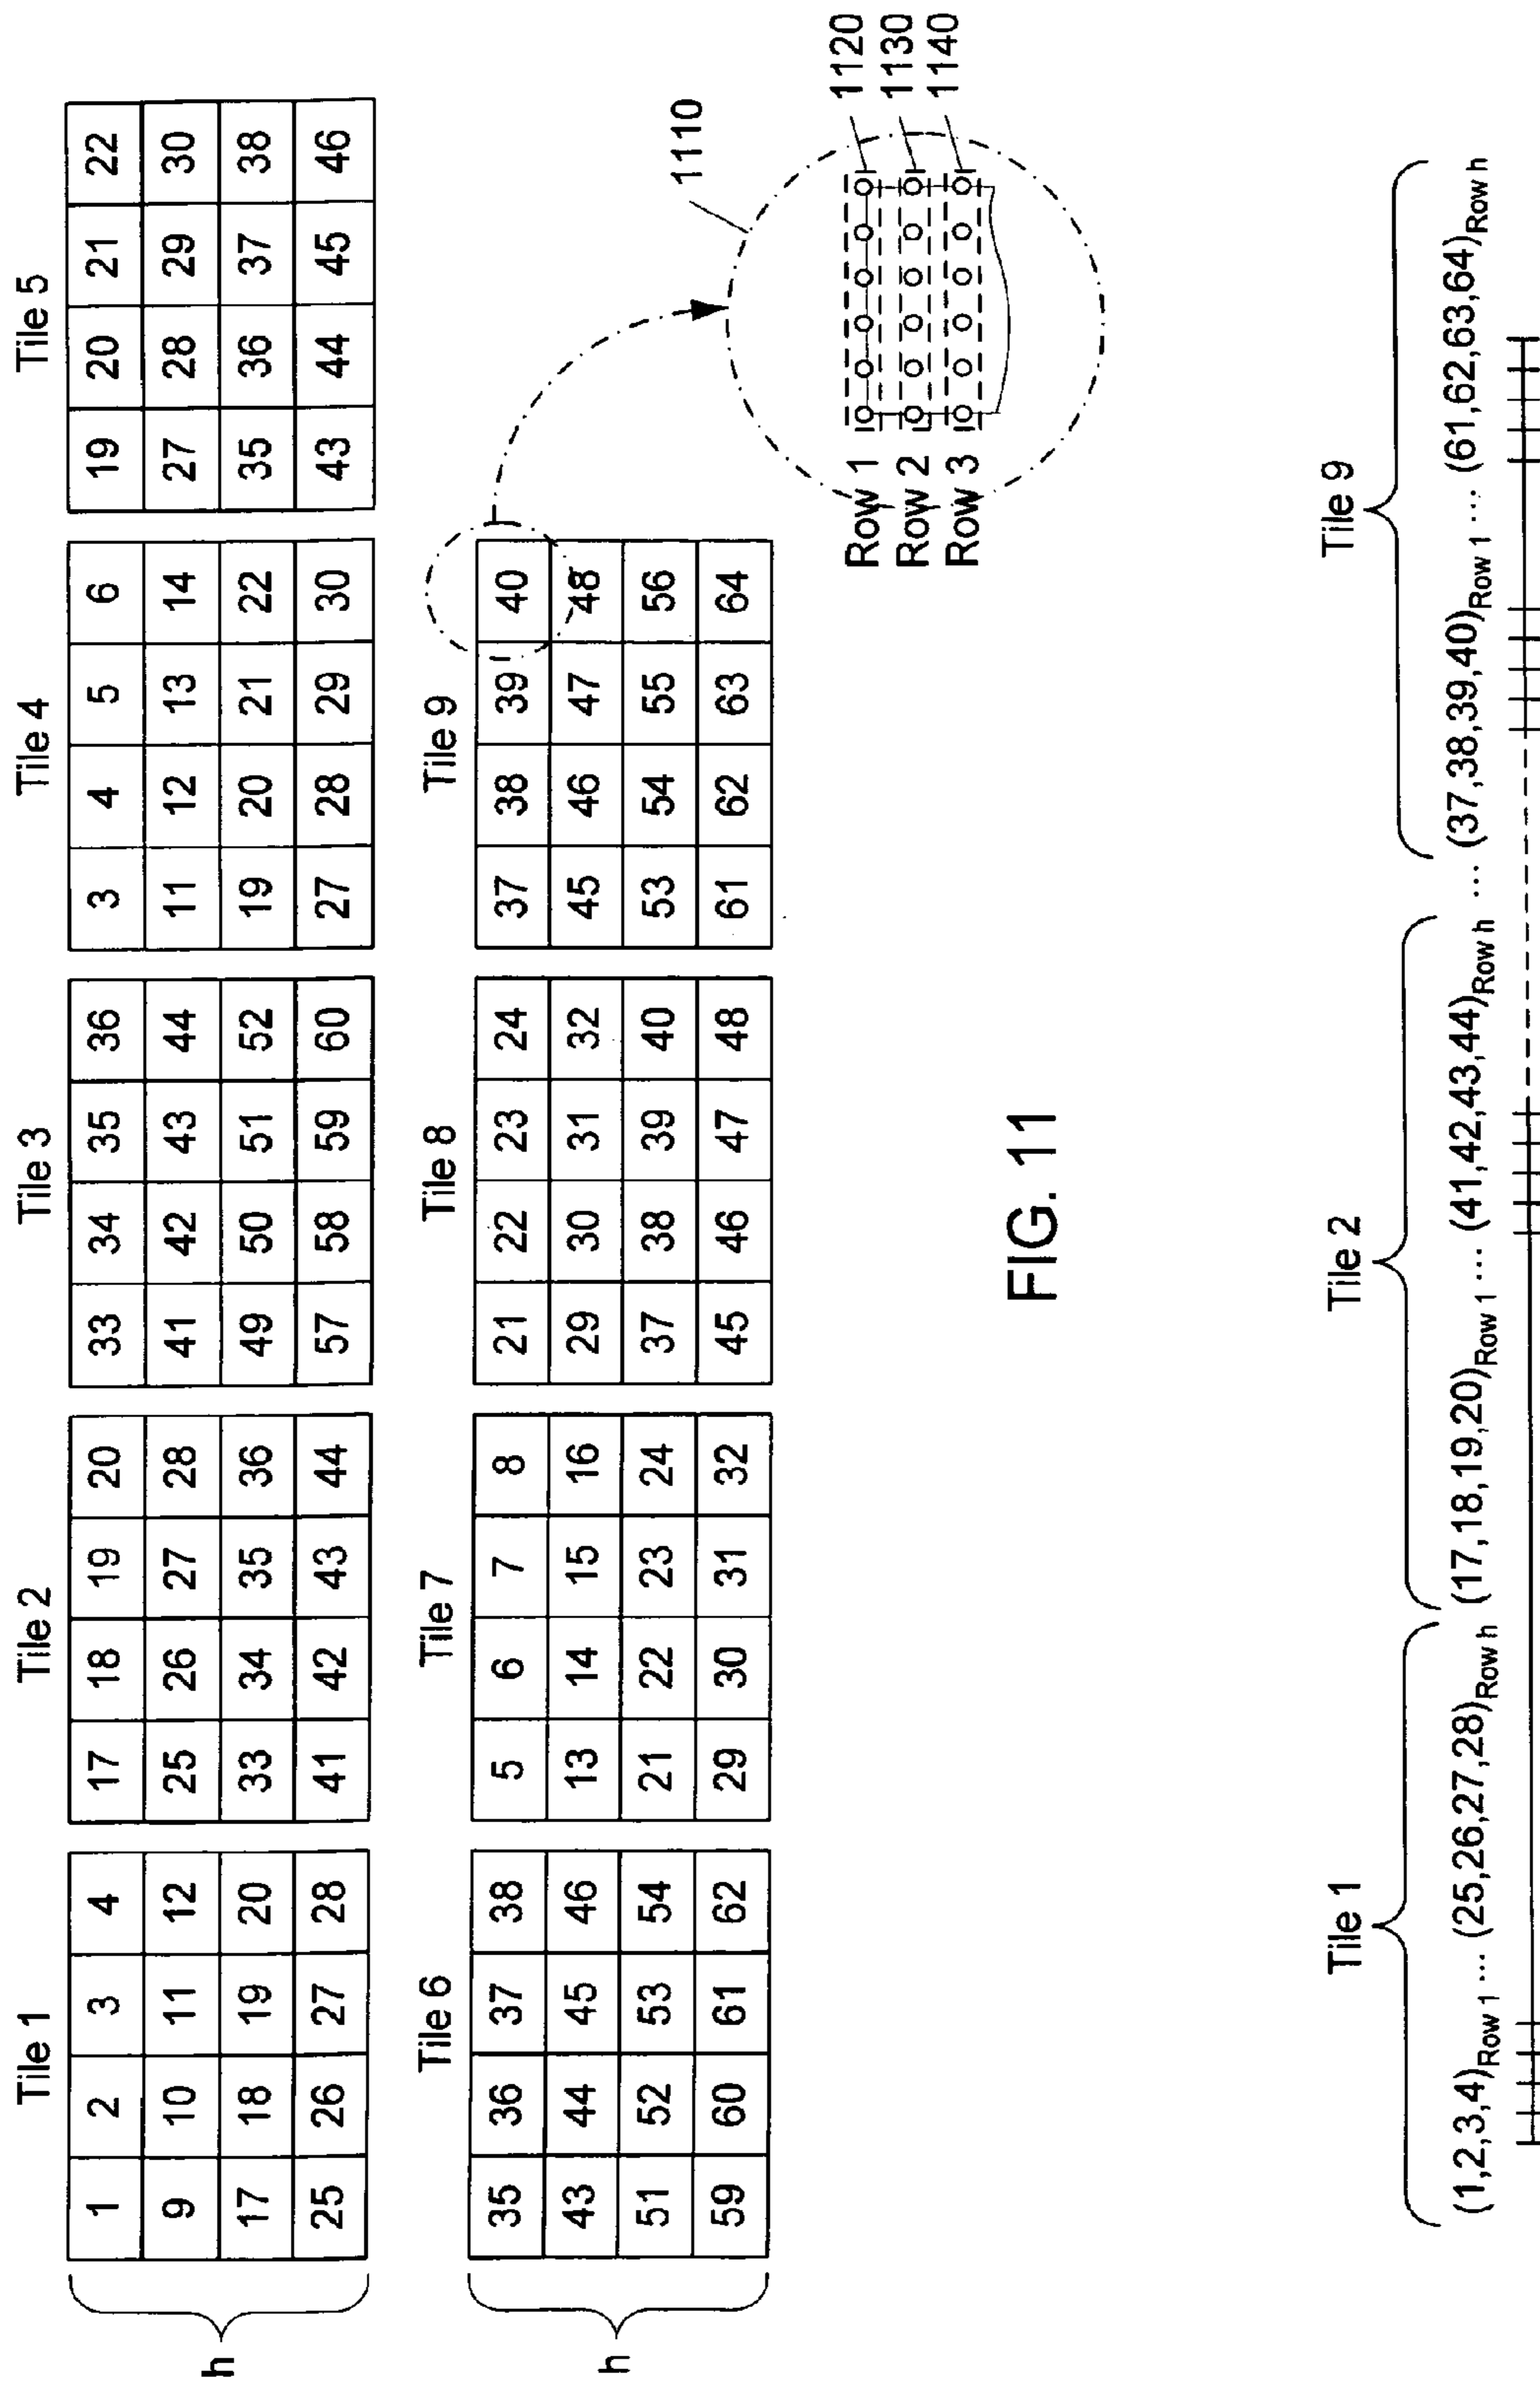 Tile 1 Tile 2 Tile 3 Tile 4 Tile 5
1 2 3 4 17 18 19 20 33 34 35 36 3 4 5 6 19 20 21 22
9 10 11 12 25 26 27 28 41 42 43 44 11 12 13 14 27 28 29 30
h
17 18 19 20 33 34 35 36 49 50 51 52 19 20 21 22 35 36 37 38
25 26 27 28 41 42 43 44 57 58 59 60 27 28 29 30 43 44 45 46
Tile 6 Tile 7 Tile 8 Tile 9
35 36 37 38 5 6 7 8 21 22 23 24 37 38 39 40
43 44 45 46 13 14 15 16 29 30 31 32 45 46 47 48
h
51 52 53 54 21 22 23 24 37 38 39 40 53 54 55 56
59 60 61 62 29 30 31 32 45 46 47 48 61 62 63 64
1110
Row 1 1120
Row 2 1130
Row 3 1140
FIG. 11
Tile 1 Tile 2 Tile 9
(1,2,3,4)Row 1 ... (25,26,27,28)Row h (17,18,19,20)Row 1 ... (41,42,43,44)Row h ... (37,38,39,40)Row 1 ... (61,62,63,64)Row h